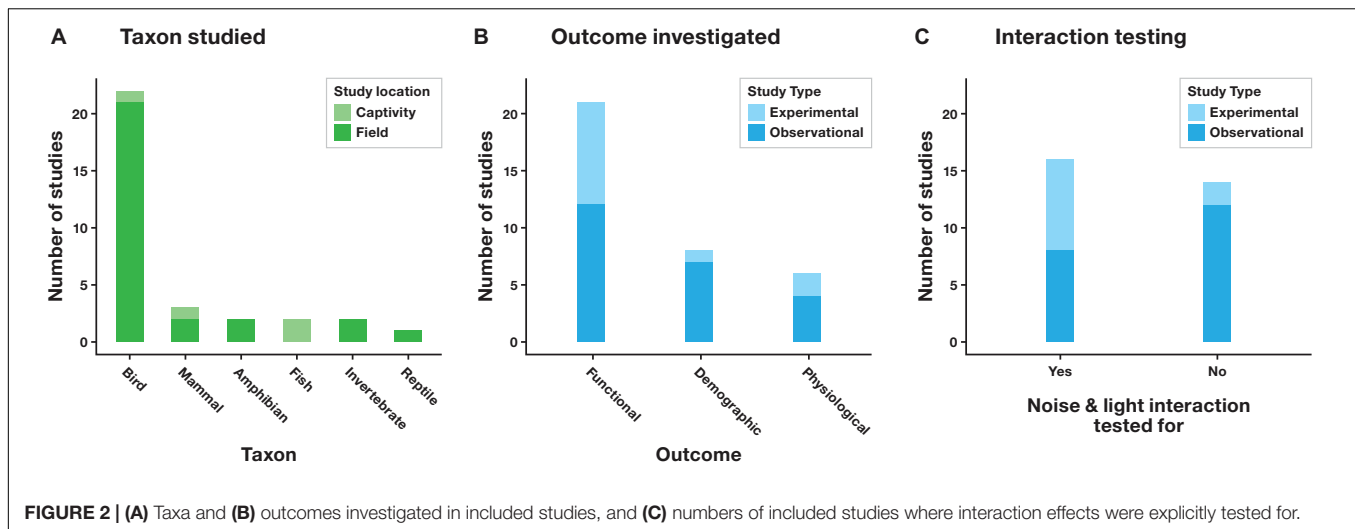 A Taxon studied
Number of studies
20
15
10
5
0
Study location
Captivity
Field
Bird
Mammal
Amphibian
Fish
Invertebrate
Reptile
Taxon
B Outcome investigated
Number of studies
20
15
10
5
0
Study Type
Experimental
Observational
Functional
Demographic
Physiological
Outcome
C Interaction testing
Number of studies
20
15
10
5
0
Study Type
Experimental
Observational
Yes
No
Noise & light interaction
tested for
FIGURE 2 | (A) Taxa and (B) outcomes investigated in included studies, and (C) numbers of included studies where interaction effects were explicitly tested for.